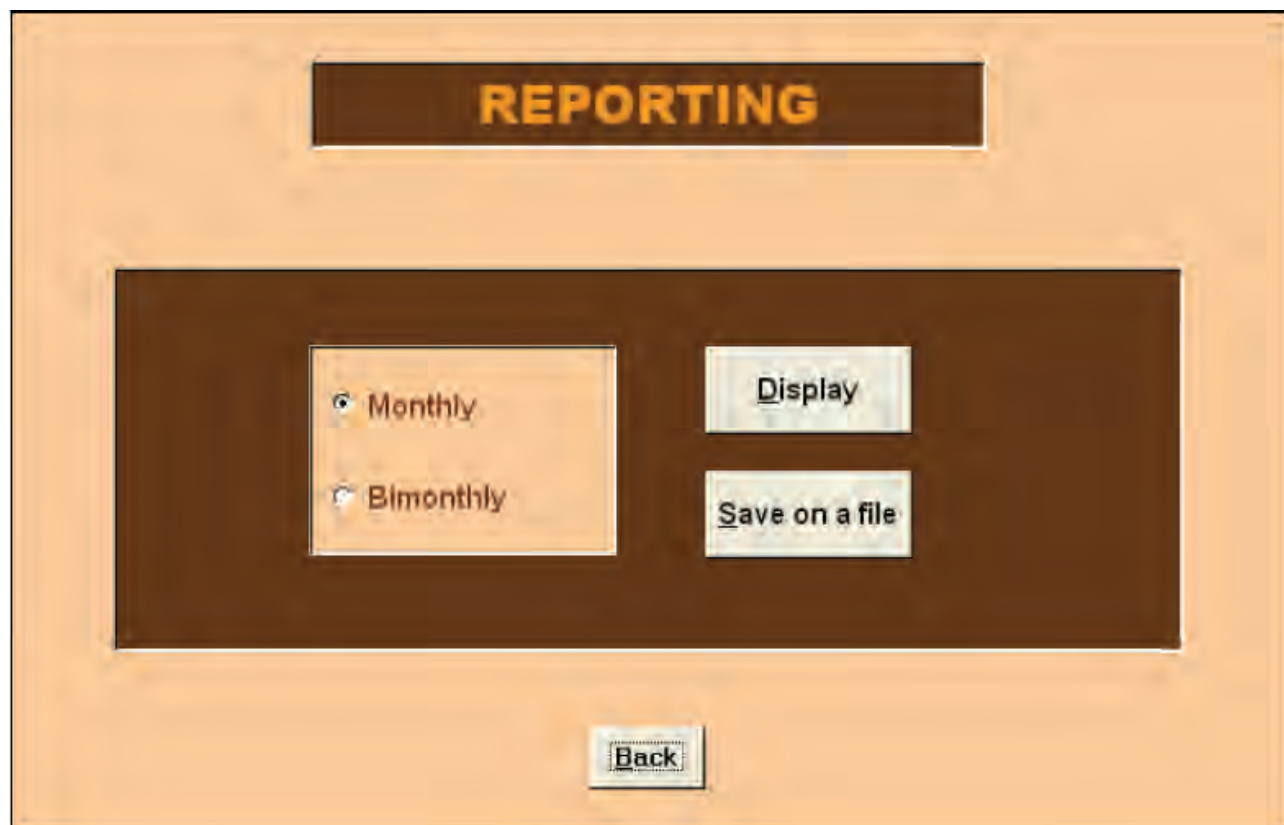 REPORTING
Monthly
Bimonthly
Display
Save on a file
Back